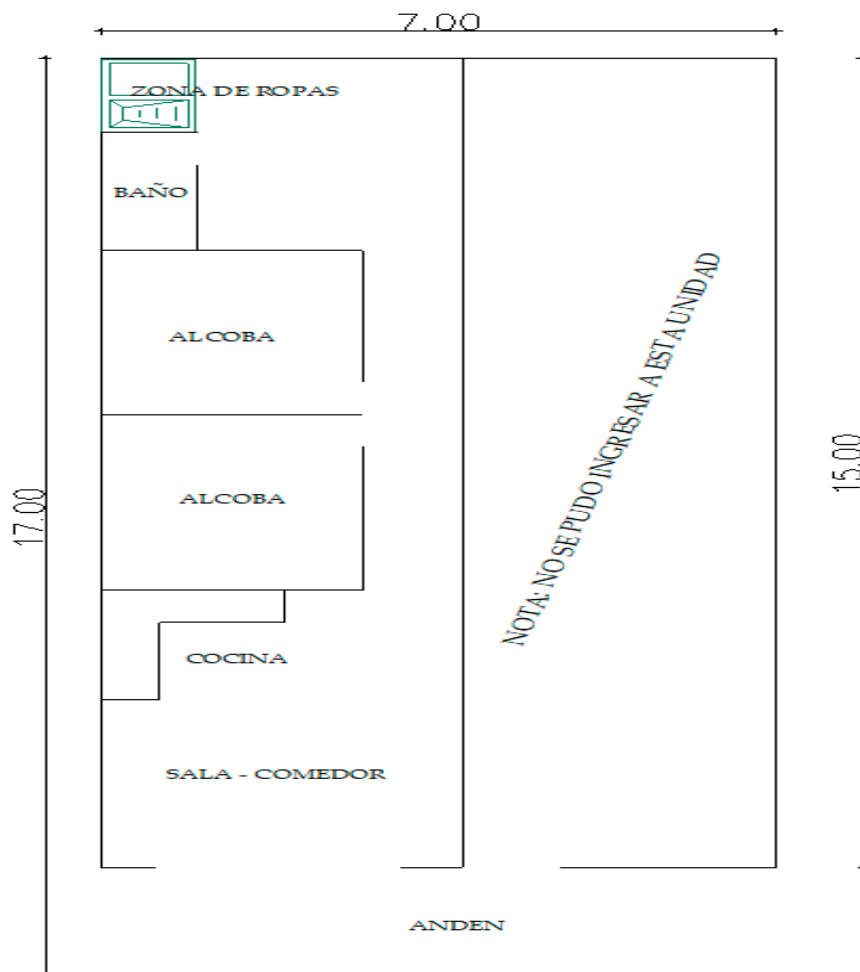 7.00
ZONA DE ROPAS
BAÑO
ALCOBA
ALCOBA
COCINA
SALA - COMEDOR
ANDEN
17.00
15.00
NOTA: NO SE PUDO INGRESAR A ESTA UNIDAD